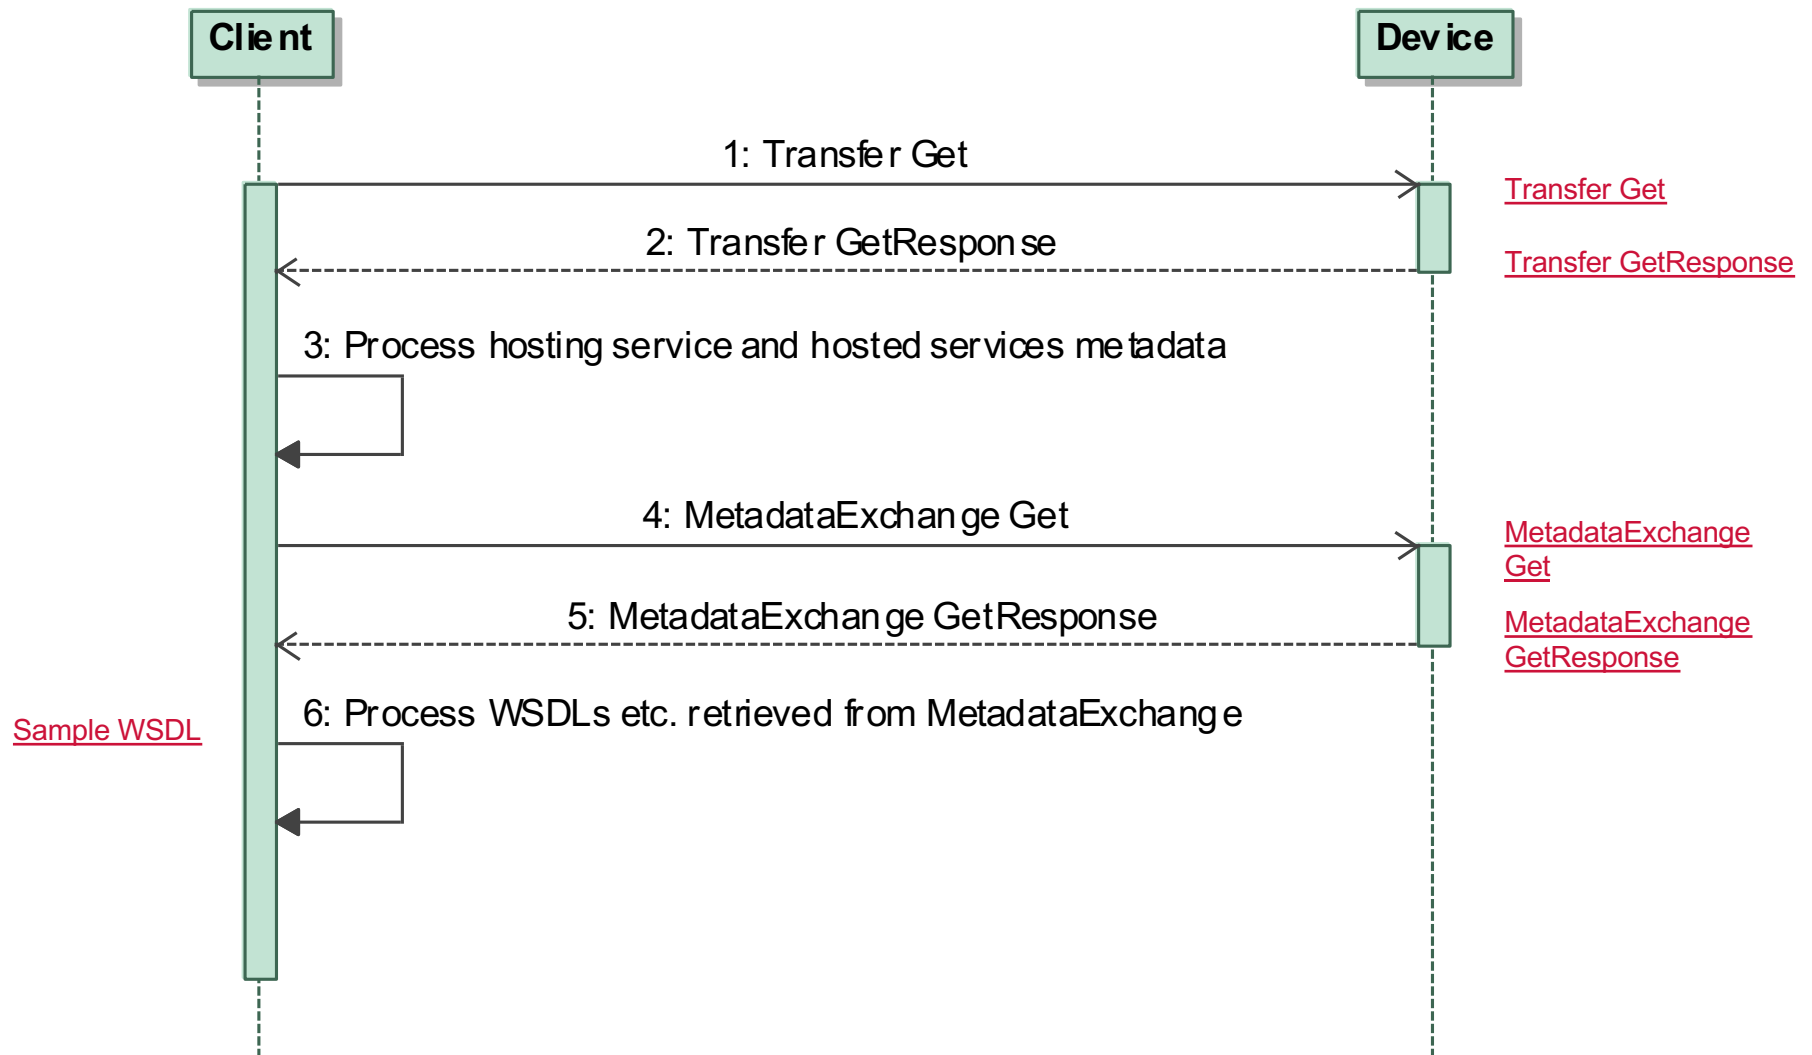 Client
Device
1: Transfer Get
Transfer Get
2: Transfer GetResponse
Transfer GetResponse
3: Process hosting service and hosted services metadata
4: MetadataExchange Get
MetadataExchange
Get
5: MetadataExchange GetResponse
MetadataExchange
GetResponse
6: Process WSDLs etc. retrieved from MetadataExchange
Sample WSDL